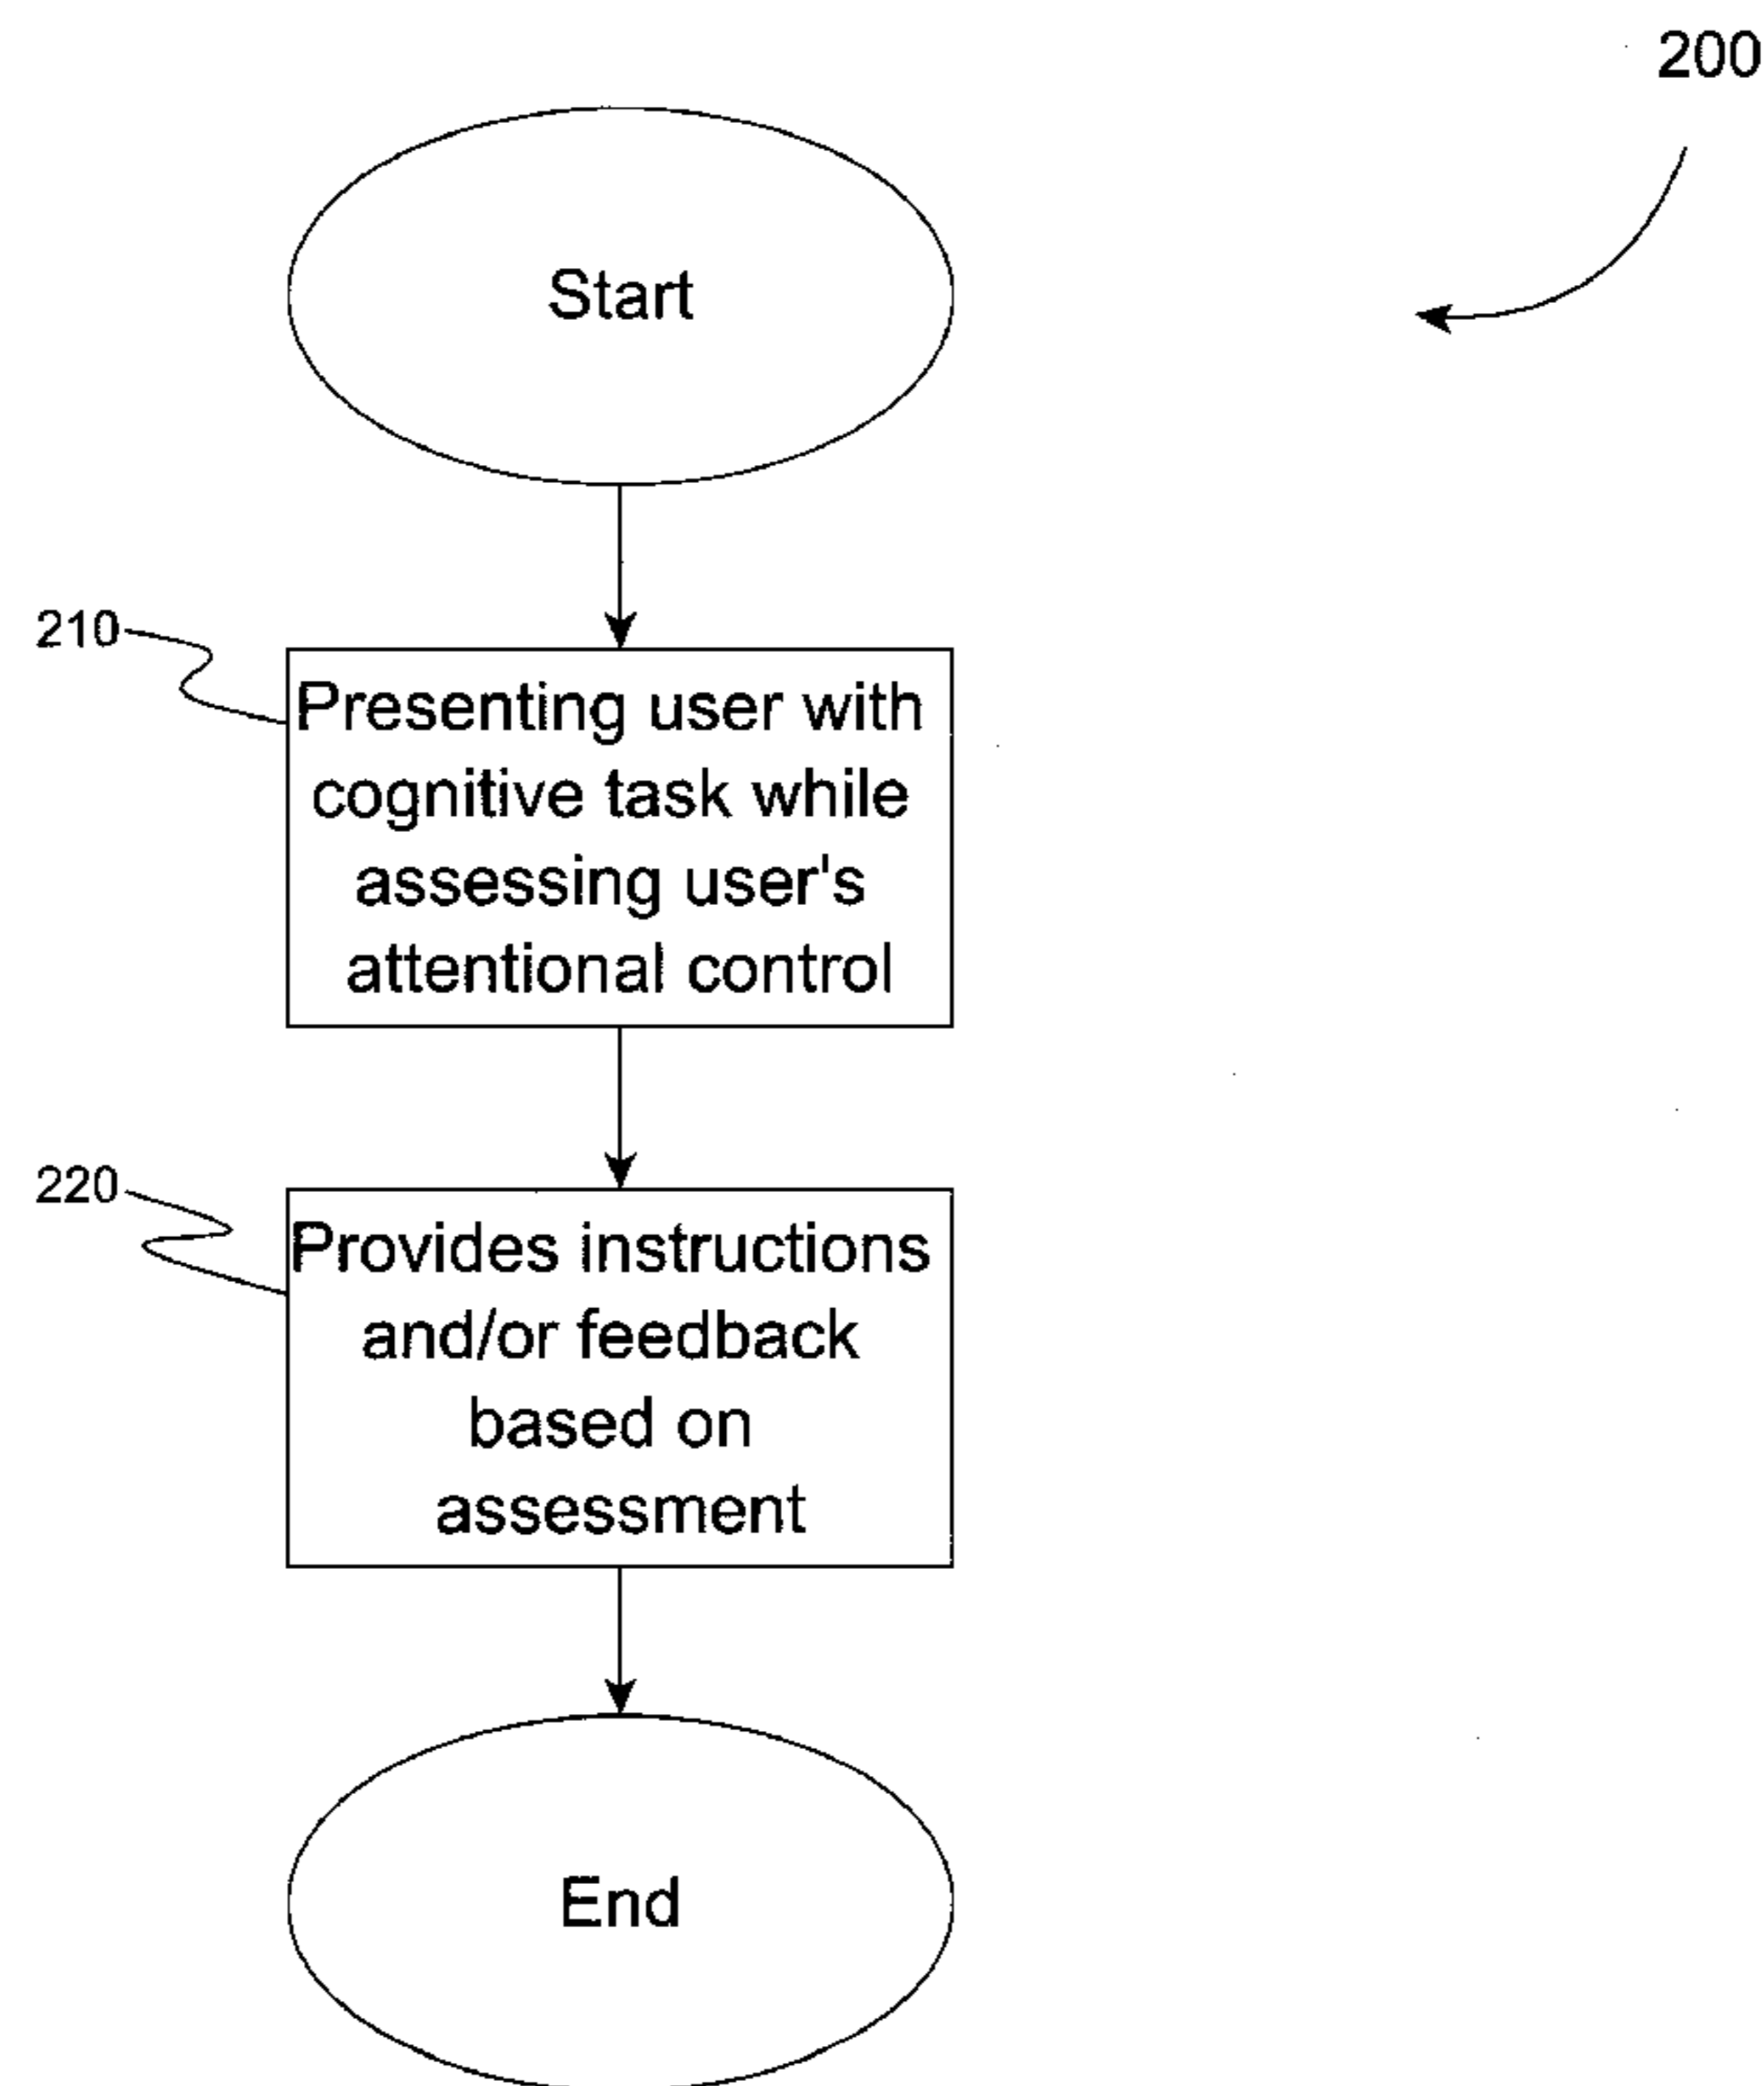 200
Start
210
Presenting user with
cognitive task while
assessing user's
attentional control
220
Provides instructions
and/or feedback
based on
assessment
End